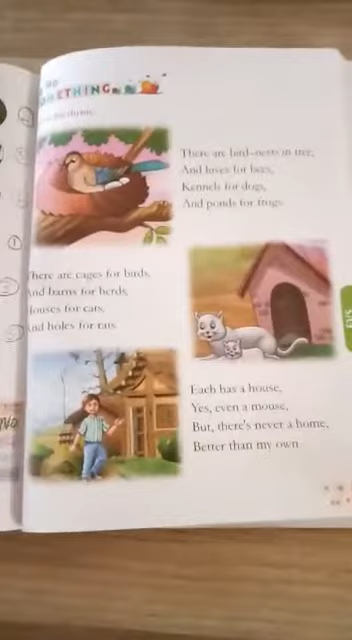 There are bird-nests in tree,
And hives for bees,
Kennels for dogs,
And ponds for frogs.
There are cages for birds,
And barns for herds,
Houses for cats,
And holes for rats.
Each has a house,
Yes, even a mouse,
But, there's never a home,
Better than my own.
EVS